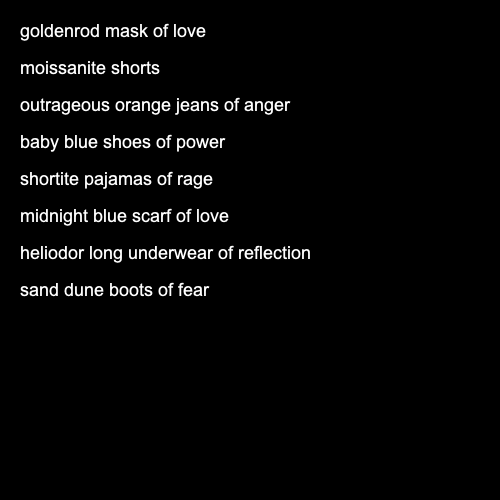 goldenrod mask of love
moissanite shorts
outrageous orange jeans of anger
baby blue shoes of power
shortite pajamas of rage
midnight blue scarf of love
heliodor long underwear of reflection
sand dune boots of fear